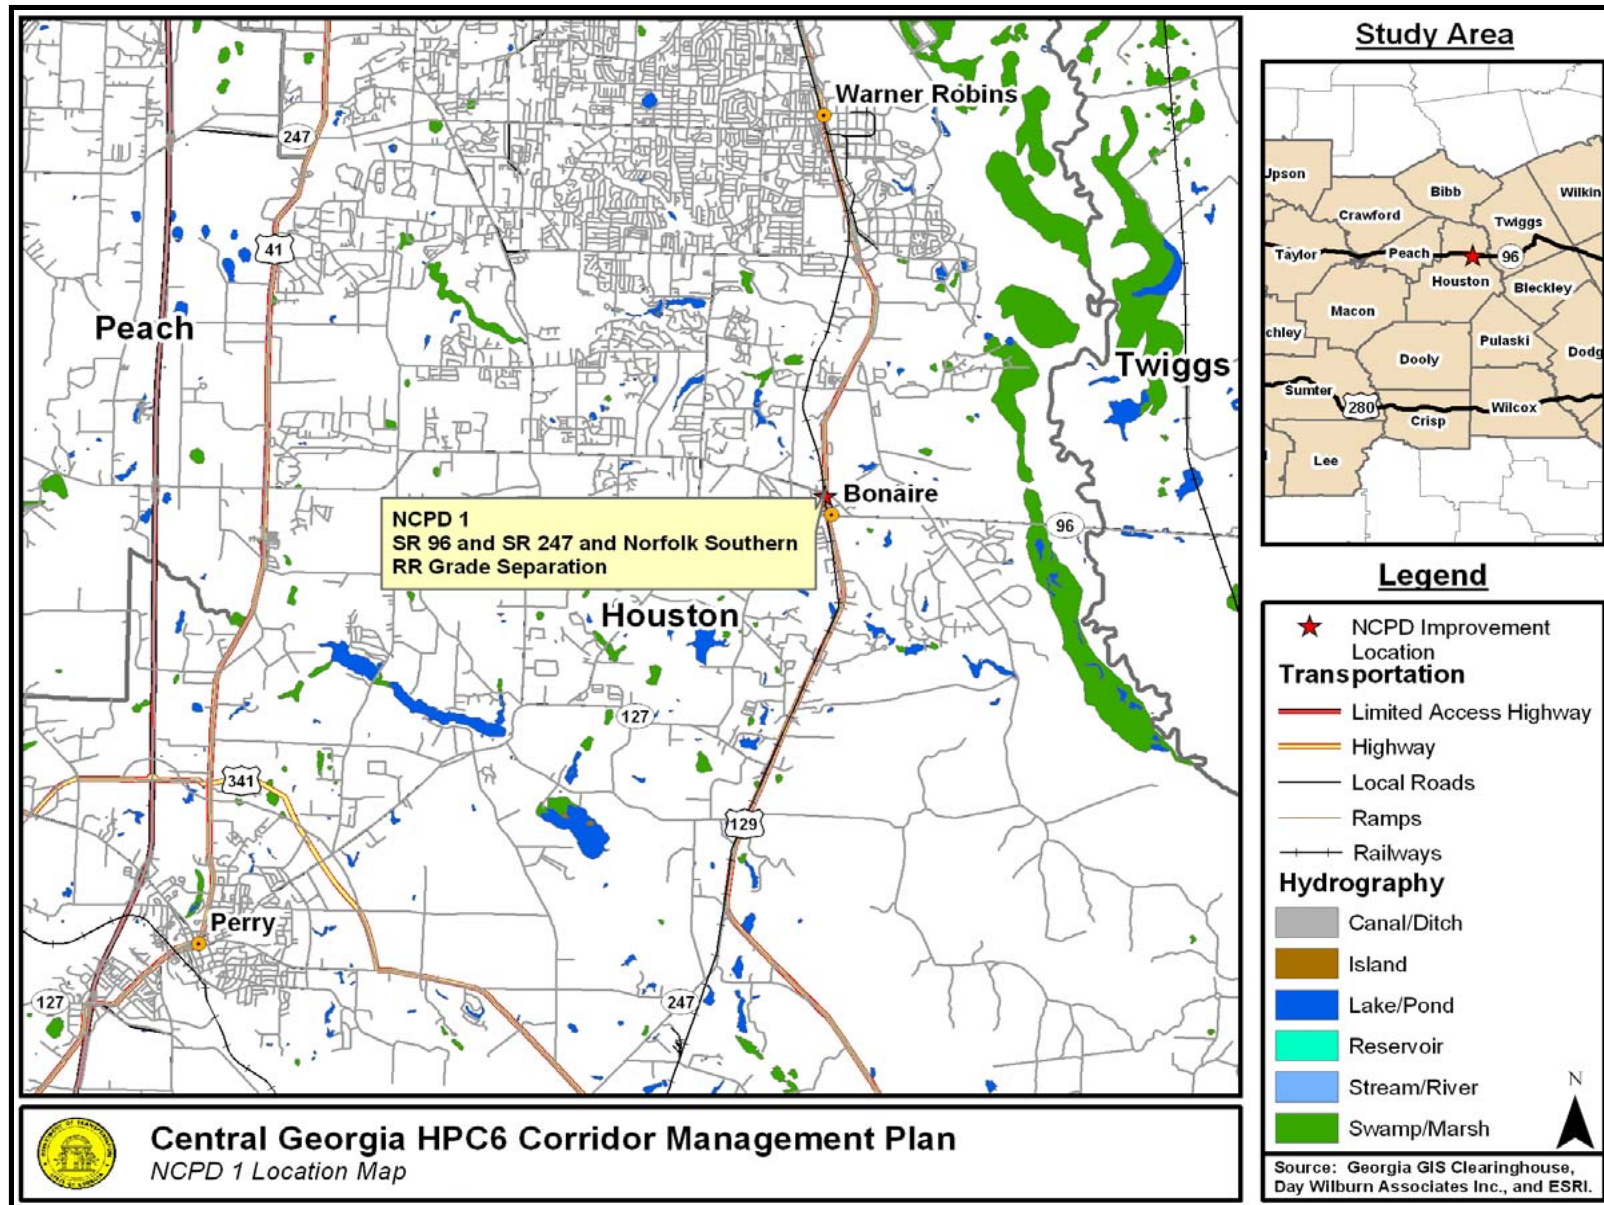 Warner Robins
247
41
Peach
Twiggs
Bonaire
96
NCPD 1
SR 96 and SR 247 and Norfolk Southern
RR Grade Separation
Houston
127
341
129
Perry
127
247
Study Area
Upson
Bibb
Wilkin
Crawford
Twiggs
Taylor
Peach
96
Houston
Bleckley
Macon
chley
Pulaski
Dooly
Dodg
Sumter
280
Wilcox
Crisp
Lee
Legend
NCPD Improvement
Location
Transportation
Limited Access Highway
Highway
Local Roads
Ramps
Railways
Hydrography
Canal/Ditch
Island
Lake/Pond
Reservoir
Stream/River
Swamp/Marsh
N
Source: Georgia GIS Clearinghouse,
Day Wilburn Associates Inc., and ESRI.
Central Georgia HPC6 Corridor Management Plan
NCPD 1 Location Map